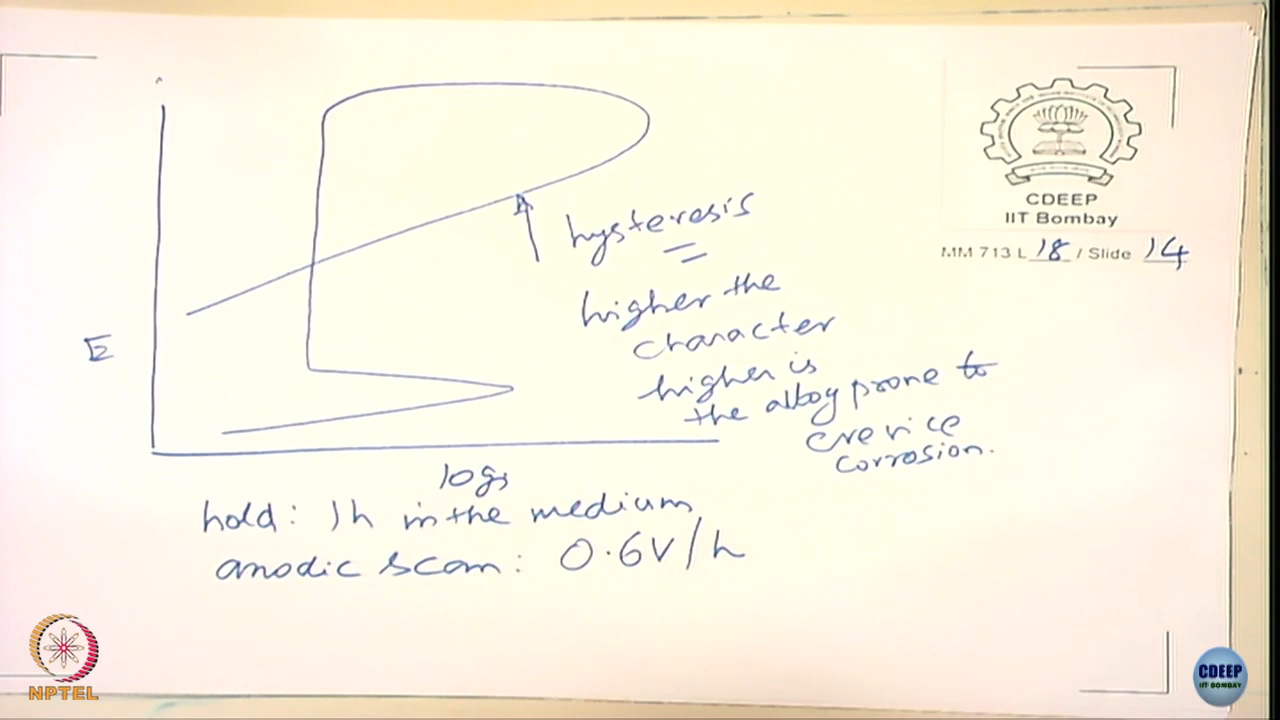 CDEEP
IIT Bombay
MM 713 L 18 / Slide 14
hysteresis
higher the
character
higher is
the alloy prone to
crevice
corrosion.
E
log i
hold: 1h in the medium
anodic scan: 0.6V/h
NPTEL
CDEEP
IIT BOMBAY